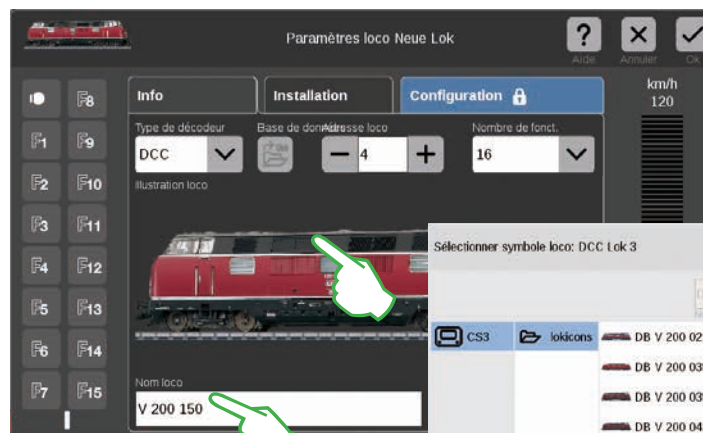 Paramètres loco Neue Lok
?
Aide
Annuler
Ok
km/h
120
F8
F1
F9
F2
F10
F3
F11
F4
F12
F5
F13
F6
F14
F7
F15
Info
Installation
Configuration
Type de décodeur
Base de données
Adresse loco
Nombre de fonct.
DCC
4
16
Illustration loco
Nom loco
V 200 150
Sélectionner symbole loco: DCC Lok 3
CS3
lokicons
DB V 200 02
DB V 200 03
DB V 200 03
DB V 200 04